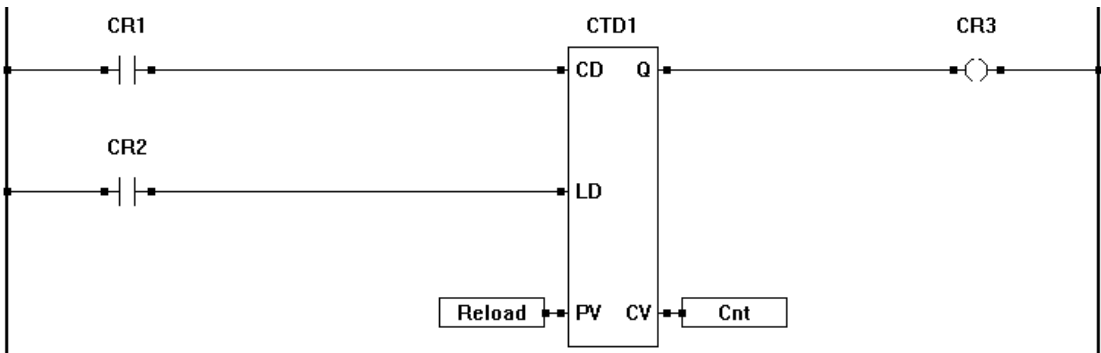 CR1 CTD1 CR3
CD Q
CR2
LD
Reload PV CV Cnt